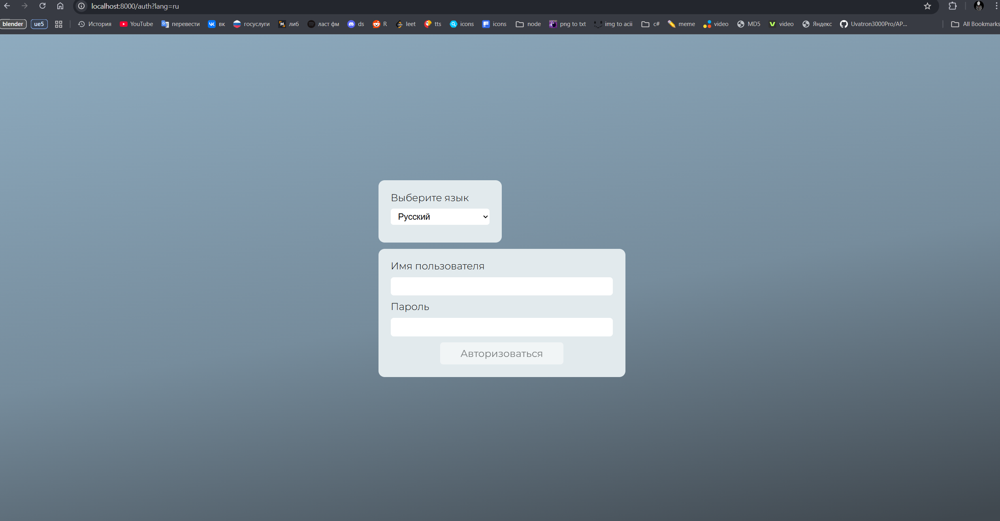 localhost:8000/auth?lang=ru
blender ue5 История YouTube перевести вк госуслуги либ ласт фм ds R leet tts icons icons node png to txt img to acii c# meme video MD5 video Яндекс Uvatron3000Pro/AP... All Bookmarks
Выберите язык
Русский
Имя пользователя
Пароль
Авторизоваться